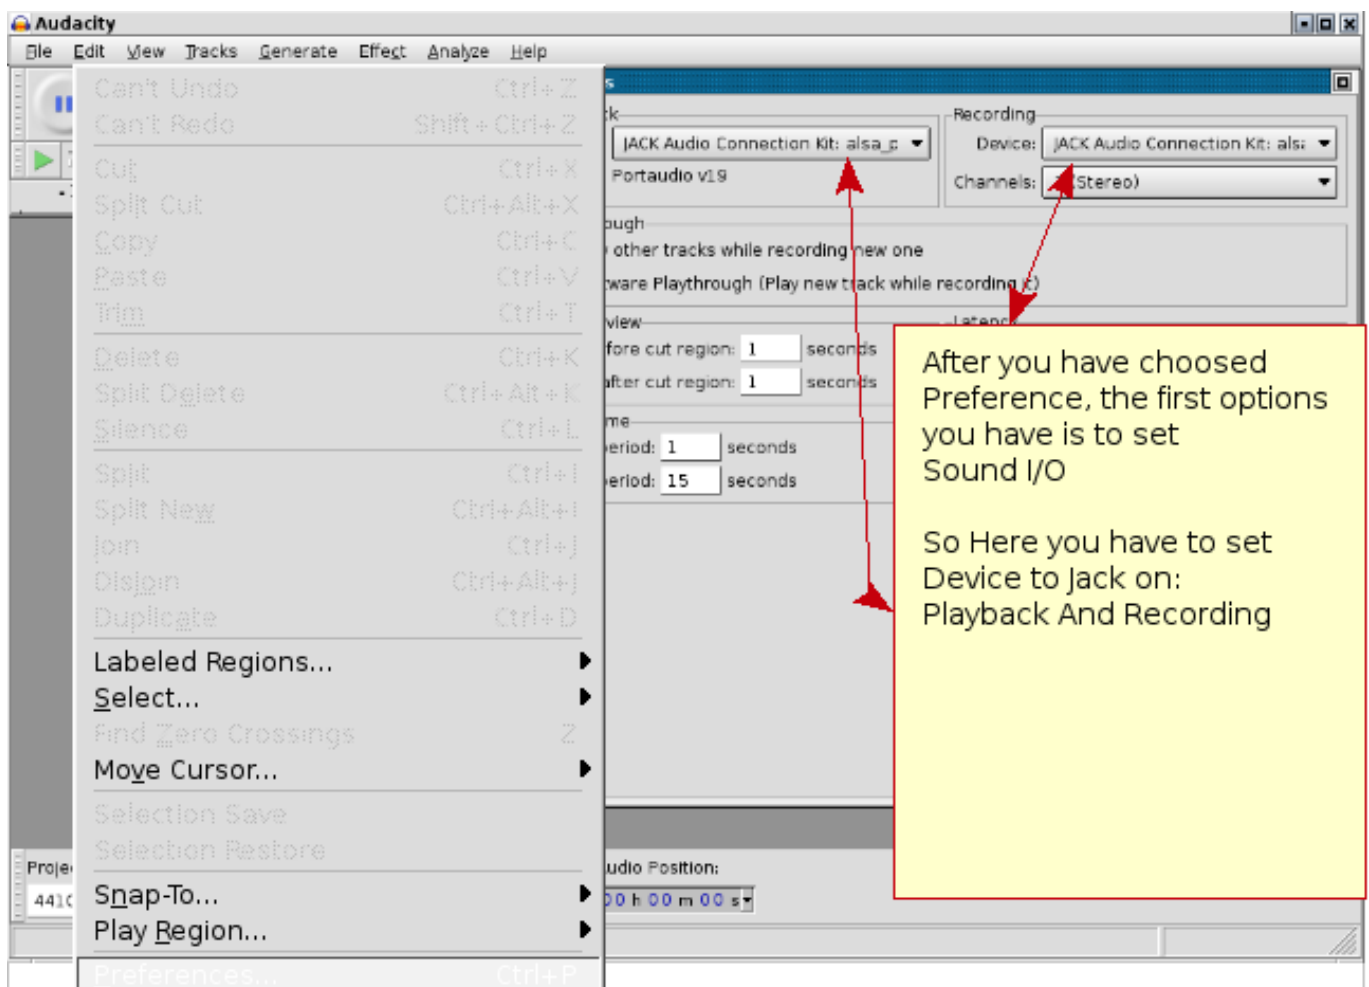 Audacity
File Edit View Tracks Generate Effect Analyze Help
Can't Undo Ctrl+Z
Can't Redo Shift+Ctrl+Z
Cut Ctrl+X
Split Cut Ctrl+Alt+X
Copy Ctrl+C
Paste Ctrl+V
Trim Ctrl+T
Delete Ctrl+K
Split Delete Ctrl+Alt+K
Silence Ctrl+L
Split Ctrl+I
Split New Ctrl+Alt+I
Join Ctrl+J
Disjoin Ctrl+Alt+J
Duplicate Ctrl+D
Labeled Regions...
Select...
Find Zero Crossings Z
Move Cursor...
Selection Save
Selection Restore
Snap-To...
Play Region...
Preferences... Ctrl+P
JACK Audio Connection Kit: alsa_p
Portaudio v19
Recording
Device: JACK Audio Connection Kit: als
Channels: (Stereo)
ough
other tracks while recording new one
tware Playthrough (Play new track while recording it)
view Latency
fore cut region: 1 seconds
after cut region: 1 seconds
me
eriod: 1 seconds
eriod: 15 seconds
After you have choosed
Preference, the first options
you have is to set
Sound I/O
So Here you have to set
Device to Jack on:
Playback And Recording
Proje
441
udio Position:
00 h 00 m 00 s